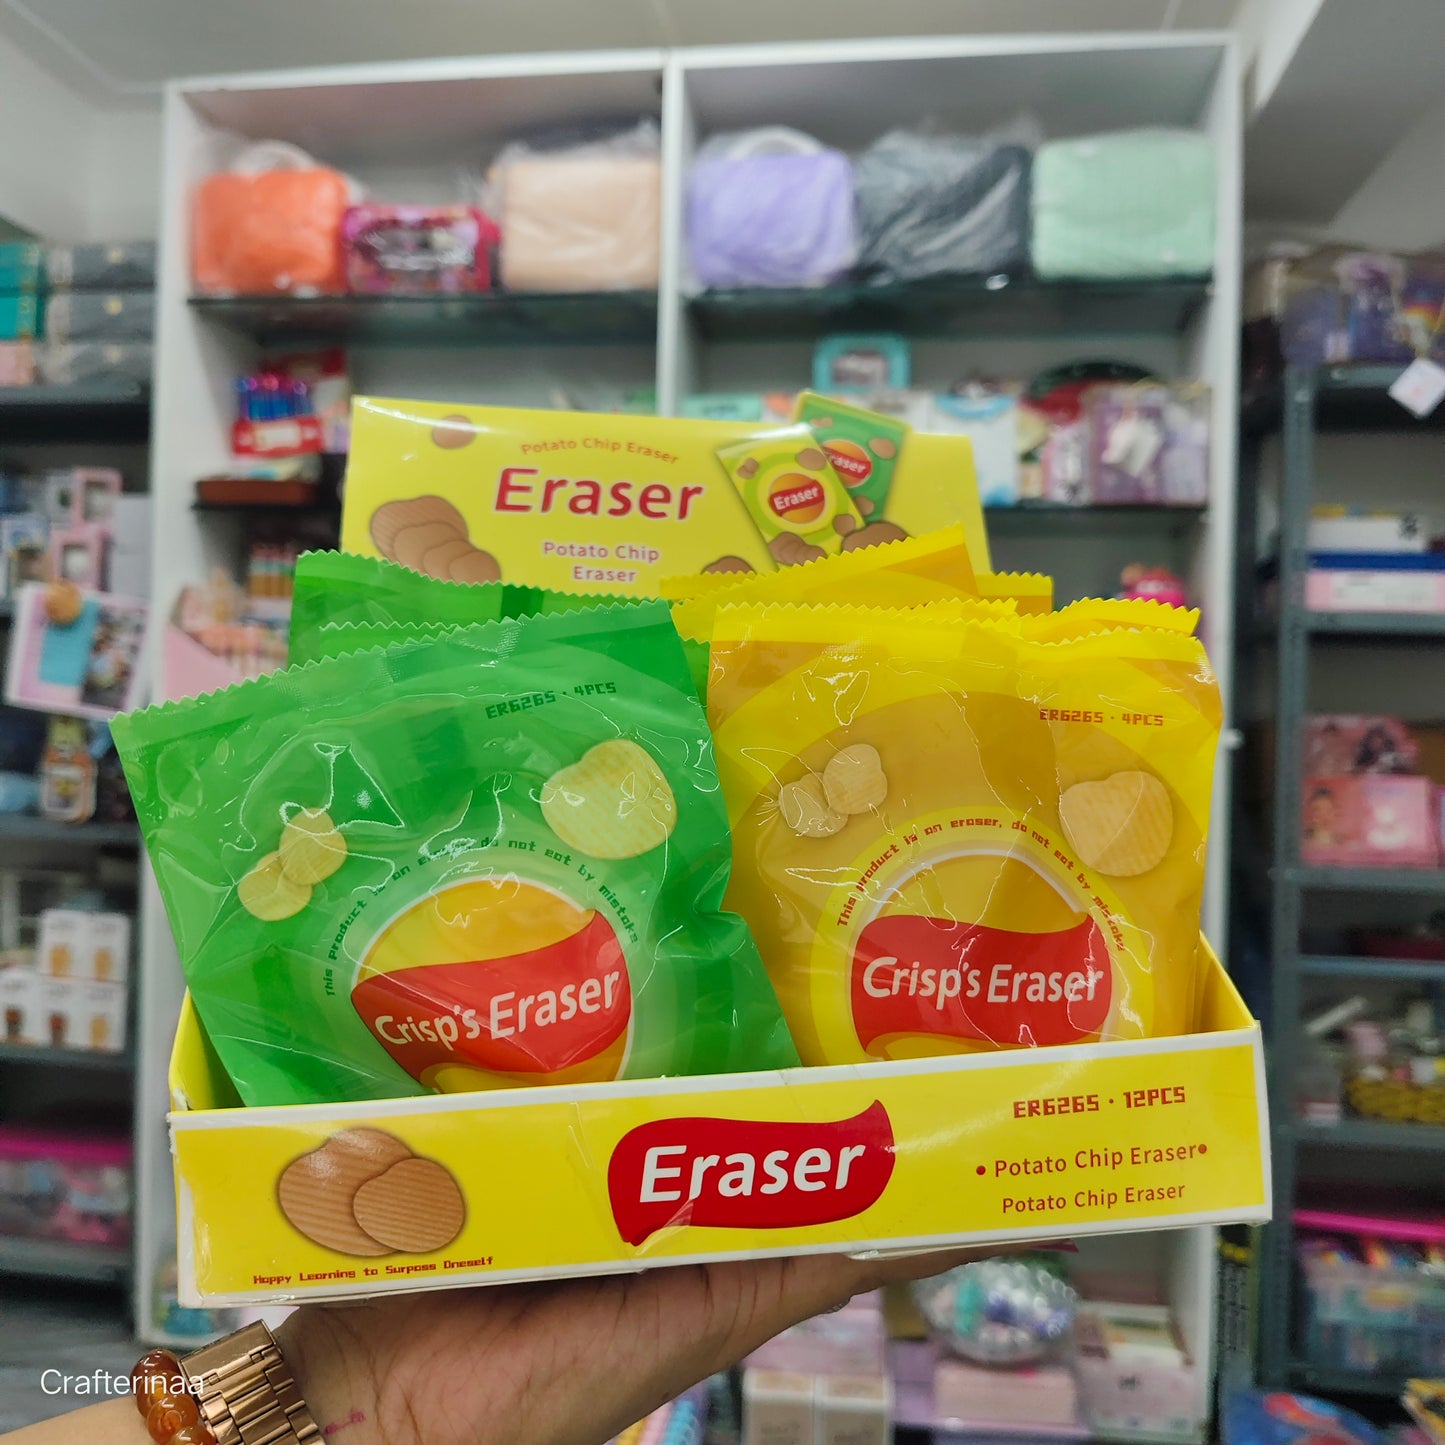 Potato Chip Eraser
Eraser
Potato Chip
Eraser
Eraser
Eraser
ER6265 · 4PCS
This product is an eraser, do not eat by mistake
Crisp's Eraser
ER6265 · 4PCS
This product is an eraser, do not eat by mistake
Crisp's Eraser
ER6265 · 12PCS
Eraser
• Potato Chip Eraser•
Potato Chip Eraser
Happy Learning to Surpass Oneself
Crafterinaa